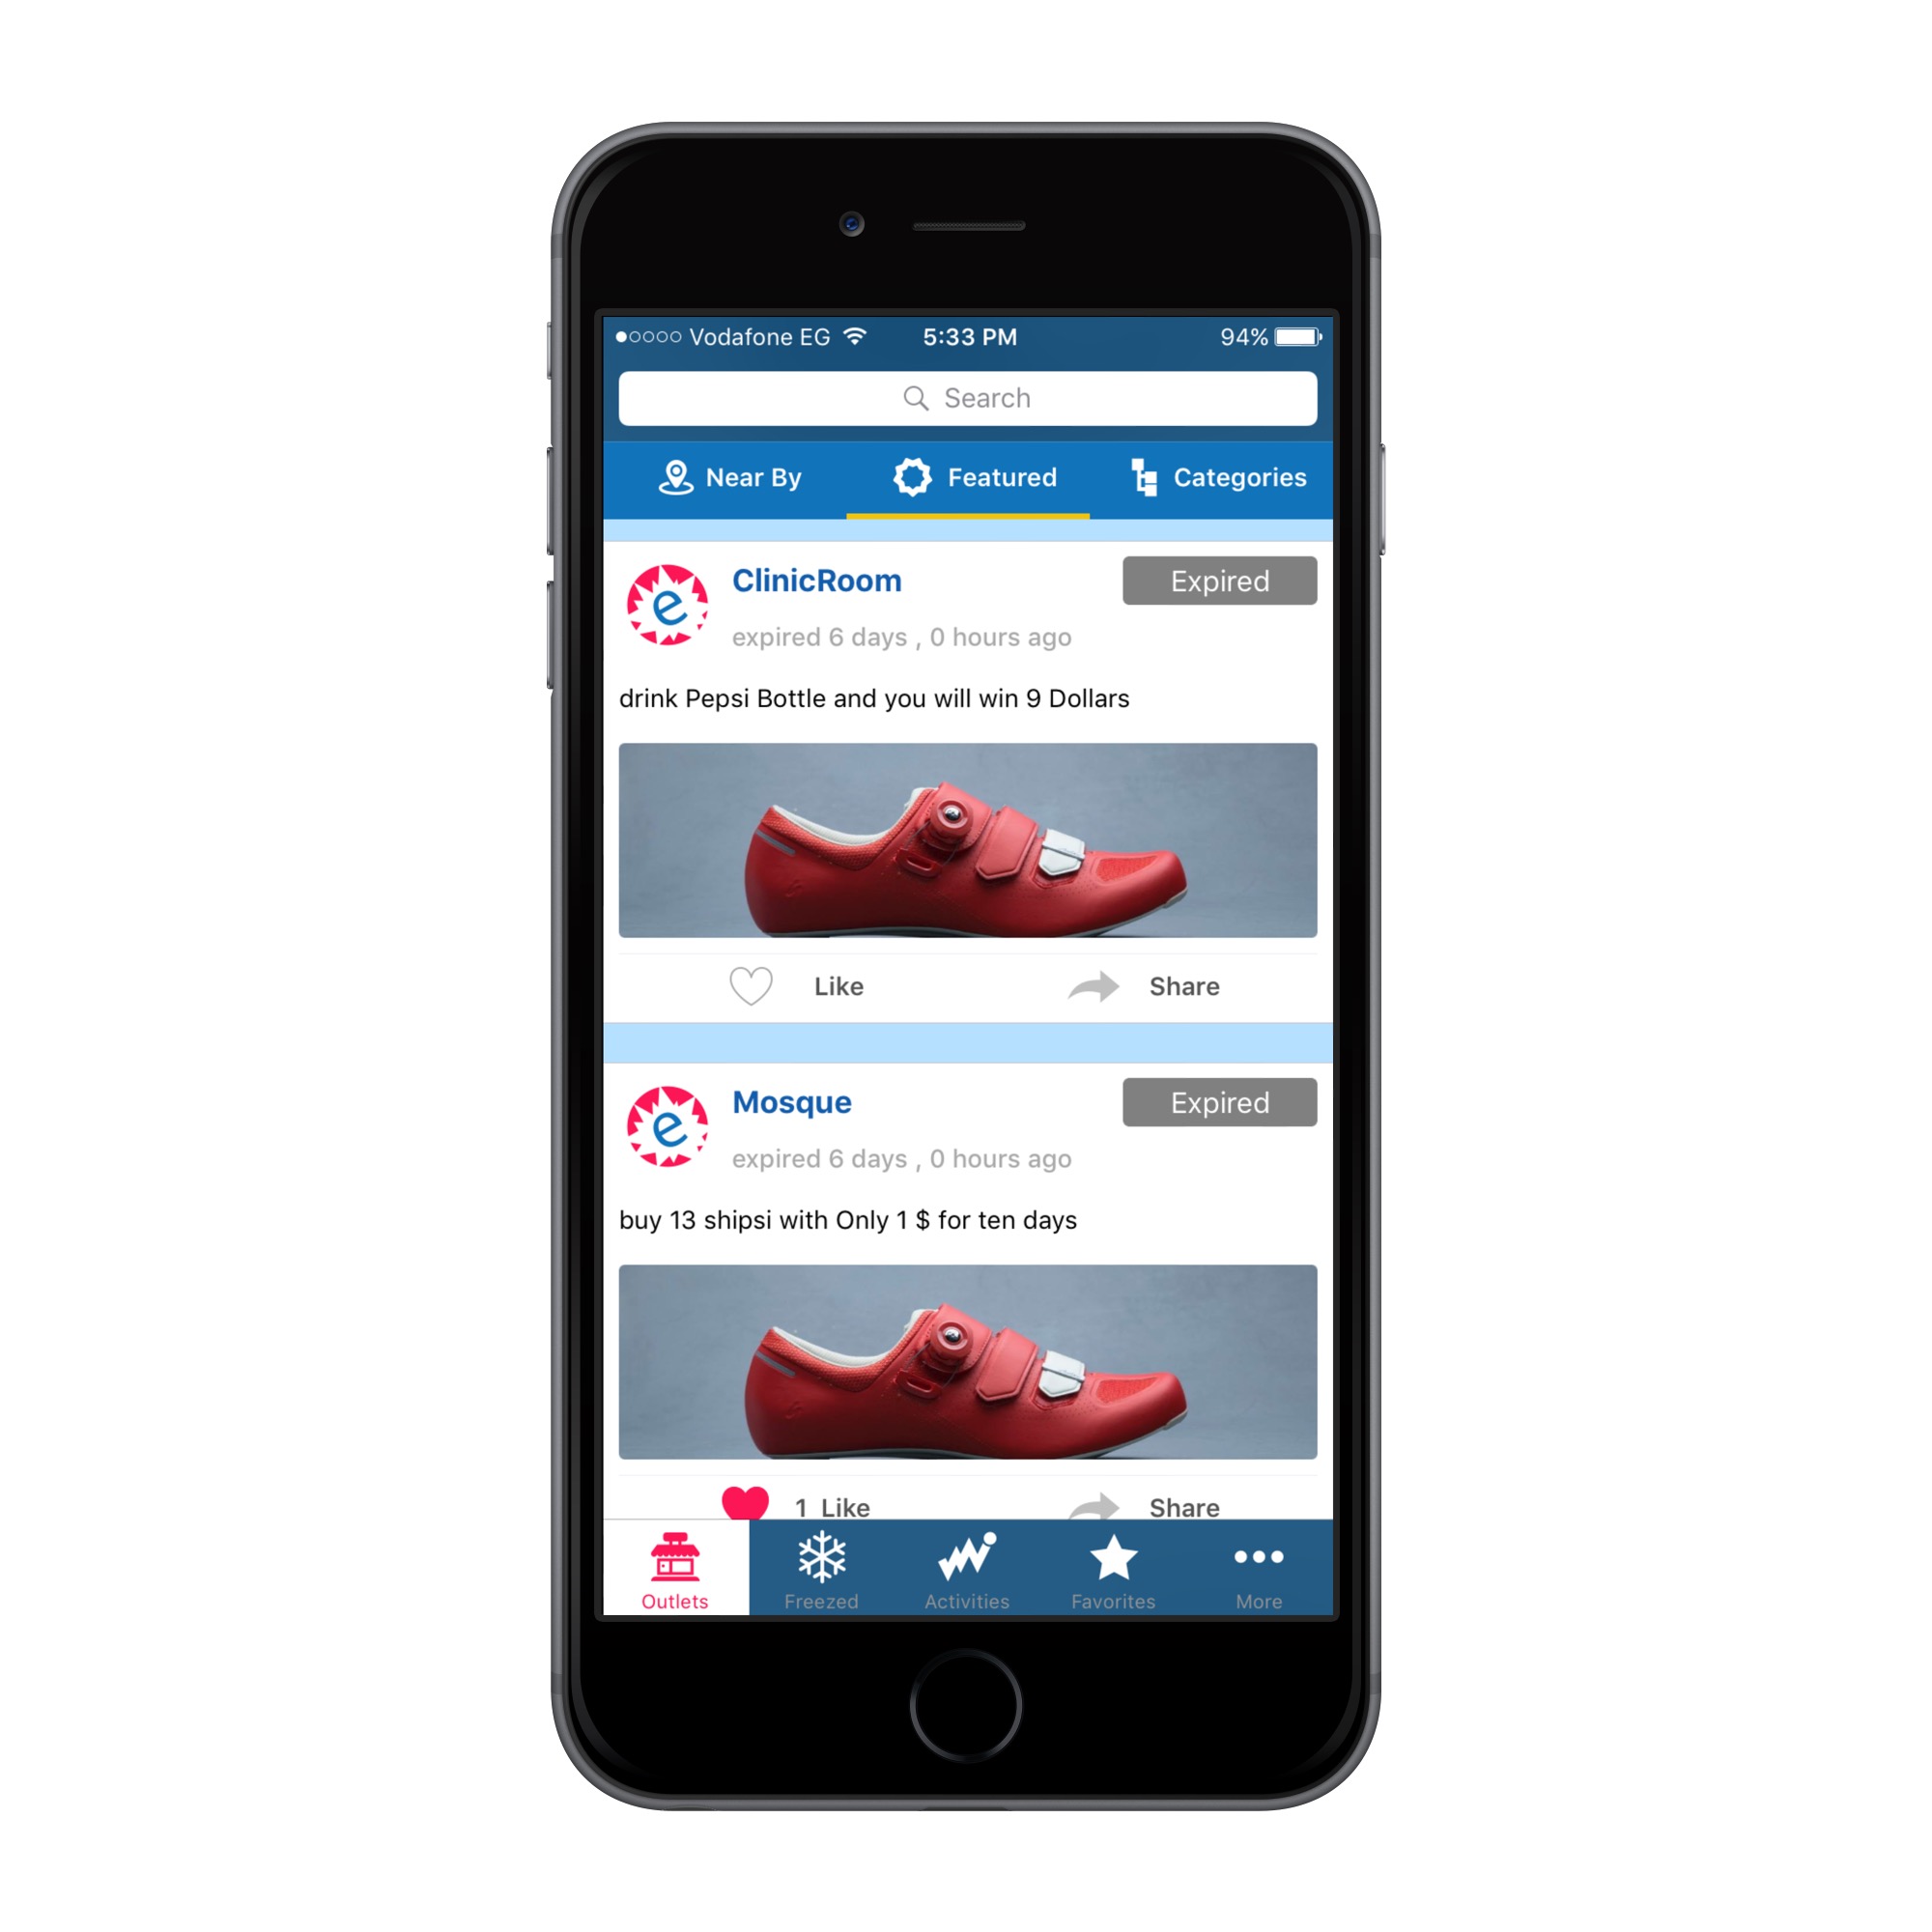 Vodafone EG 5:33 PM 94%
Search
Near By Featured Categories
e
ClinicRoom Expired
expired 6 days , 0 hours ago
drink Pepsi Bottle and you will win 9 Dollars
Like Share
e
Mosque Expired
expired 6 days , 0 hours ago
buy 13 shipsi with Only 1 $ for ten days
1 Like Share
Outlets Freezed Activities Favorites More